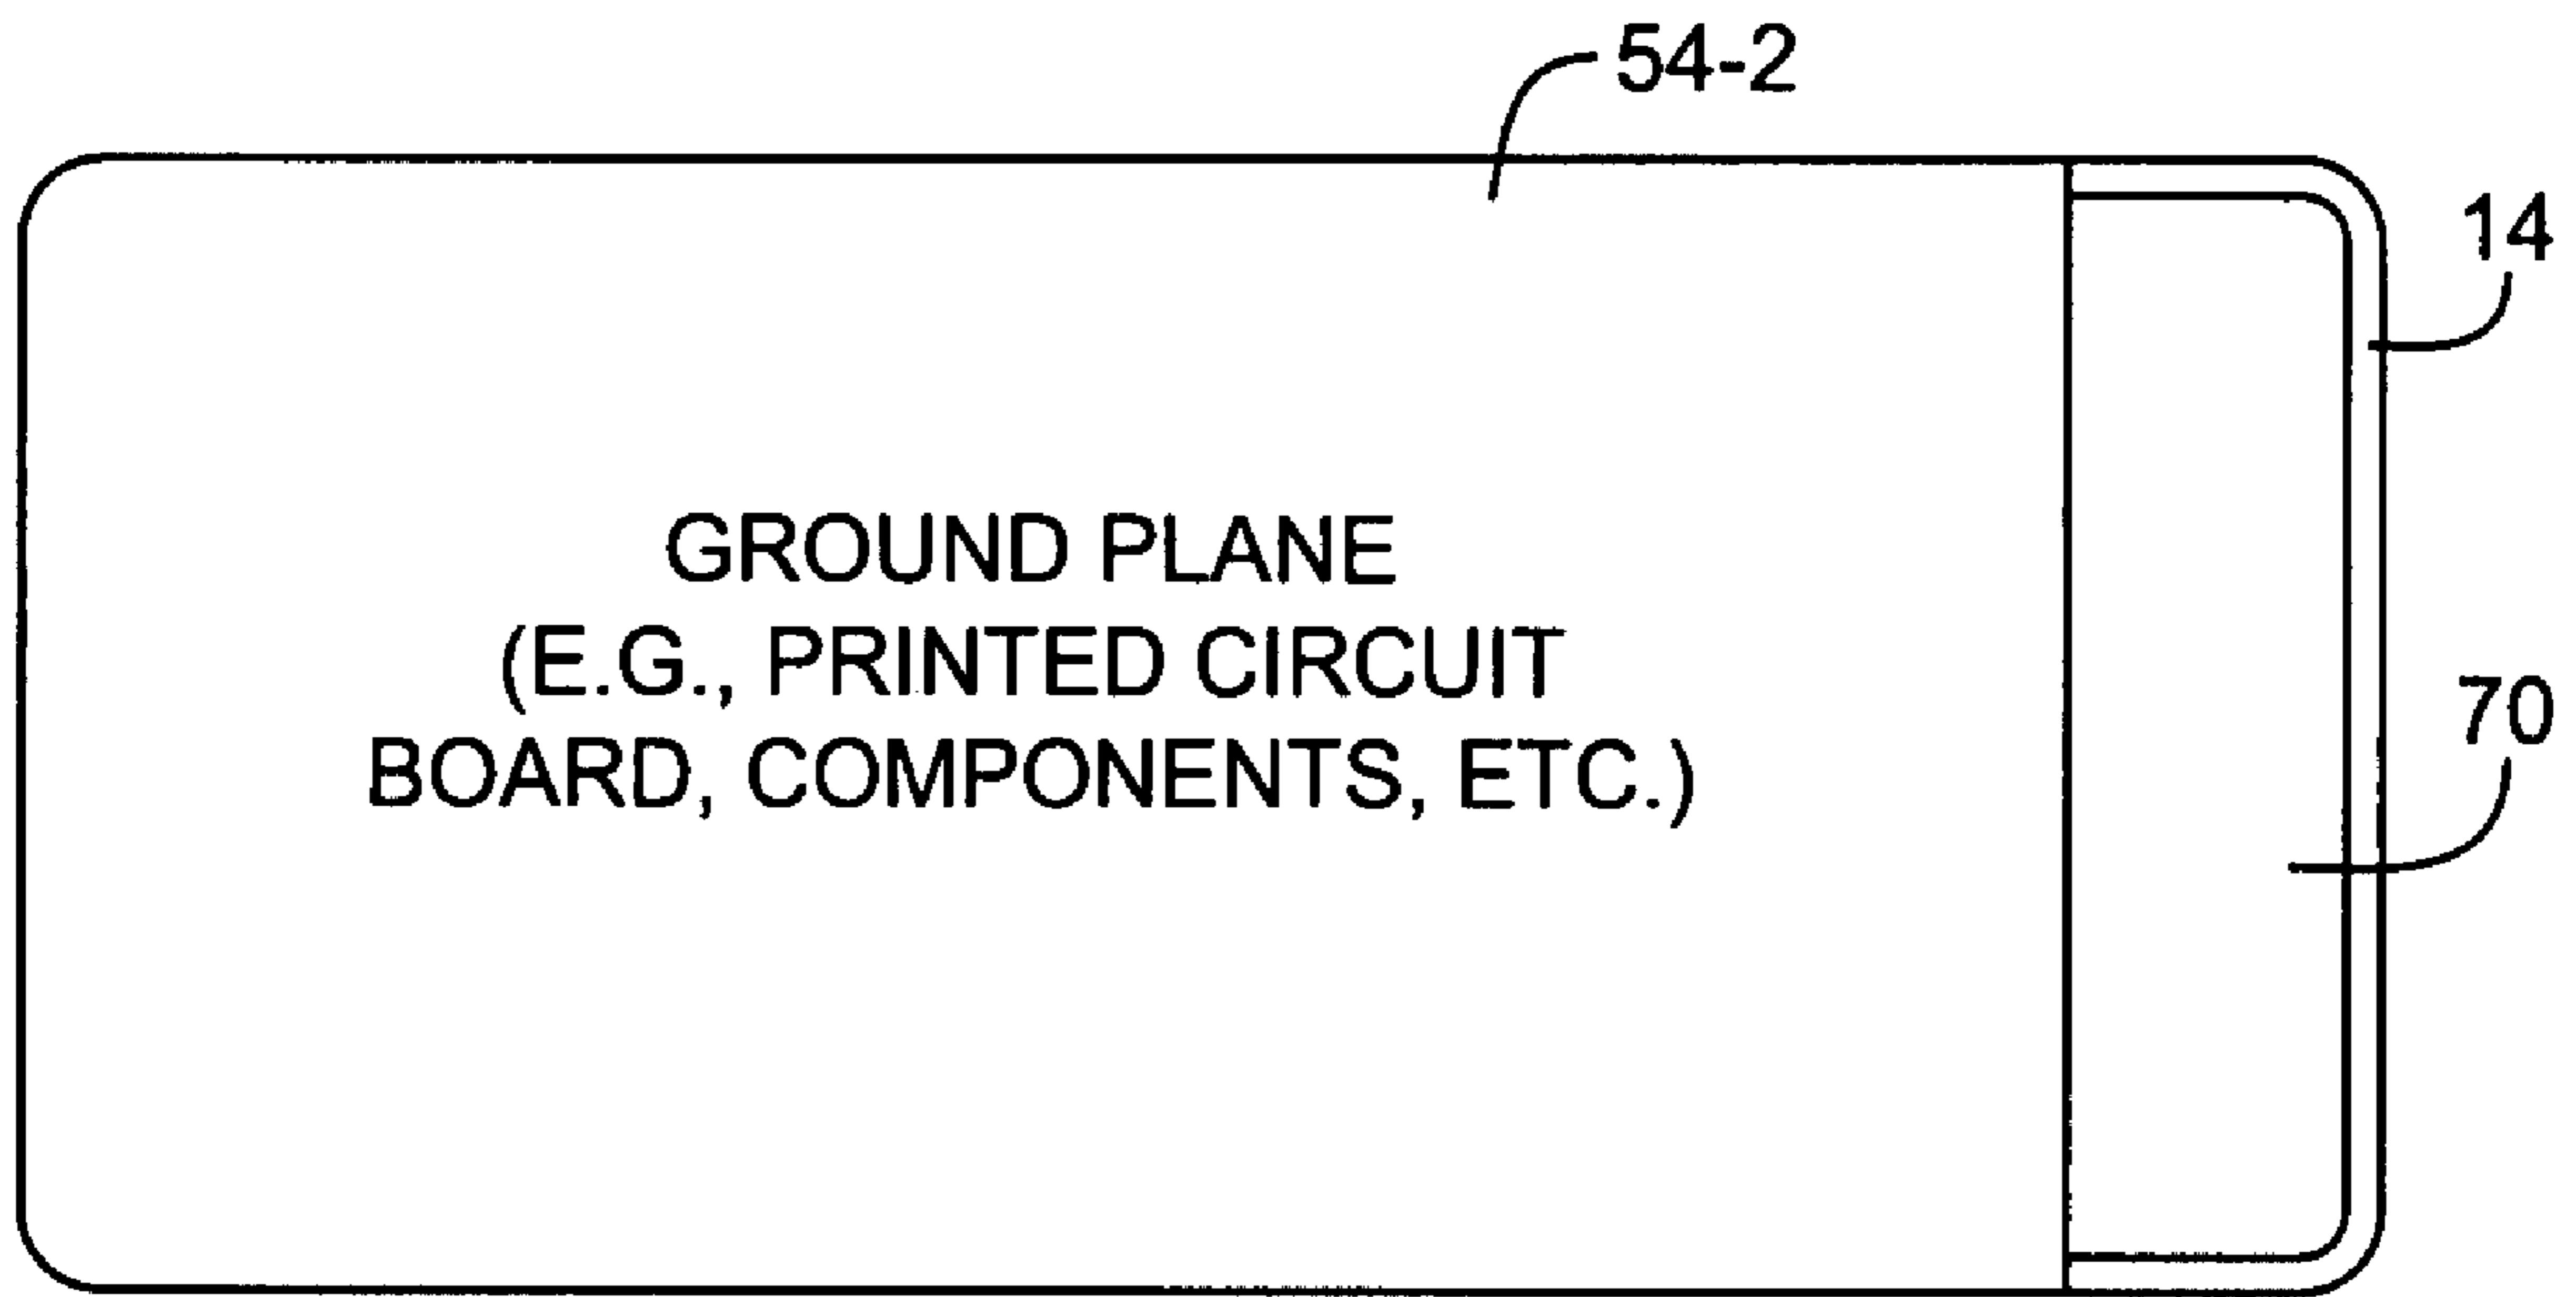 54-2
14
GROUND PLANE
(E.G., PRINTED CIRCUIT
BOARD, COMPONENTS, ETC.)
70